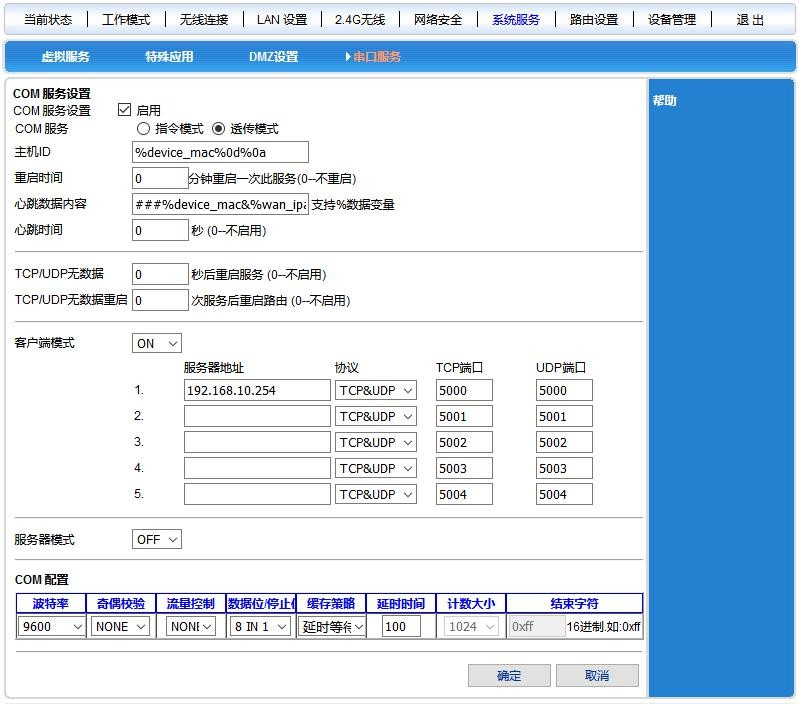 当前状态 工作模式 无线连接 LAN 设置 2.4G无线 网络安全 系统服务 路由设置 设备管理 退 出
虚拟服务 特殊应用 DMZ设置 串口服务
帮助
COM 服务设置
COM 服务设置 启用
COM 服务 指令模式 透传模式
主机ID %device_mac%0d%0a
重启时间 0 分钟重启一次此服务(0--不重启)
心跳数据内容 ###%device_mac&%wan_ipa 支持%数据变量
心跳时间 0 秒 (0--不启用)
TCP/UDP无数据 0 秒后重启服务 (0--不启用)
TCP/UDP无数据重启 0 次服务后重启路由 (0--不启用)
客户端模式 ON
服务器地址 协议 TCP端口 UDP端口
1. 192.168.10.254 TCP&UDP 5000 5000
2. TCP&UDP 5001 5001
3. TCP&UDP 5002 5002
4. TCP&UDP 5003 5003
5. TCP&UDP 5004 5004
服务器模式 OFF
COM 配置
波特率 奇偶校验 流量控制 数据位/停止位 缓存策略 延时时间 计数大小 结束字符
9600 NONE NONE 8 IN 1 延时等待 100 1024 0xff 16进制.如:0xff
确定 取消